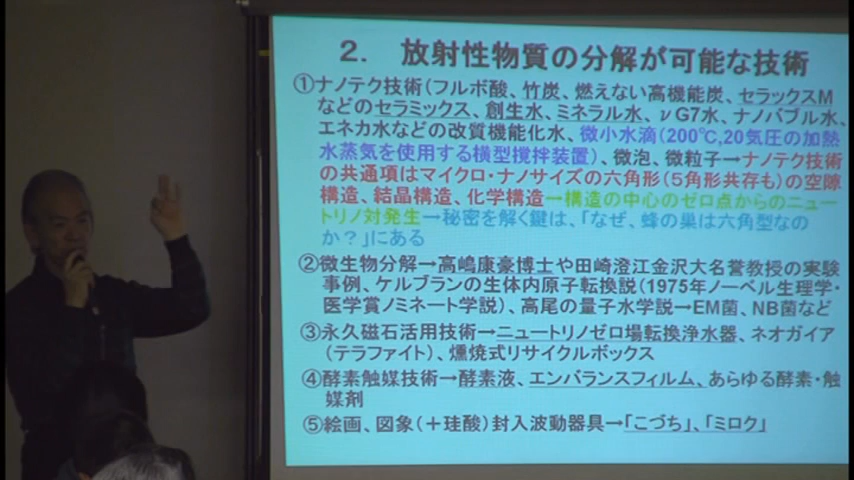 2. 放射性物質の分解が可能な技術
①ナノテク技術(フルボ酸、竹炭、燃えない高機能炭、セラックスM
などのセラミックス、創生水、ミネラル水、νG7水、ナノバブル水、
エネカ水などの改質機能化水、微小水滴(200℃,20気圧の加熱
水蒸気を使用する横型撹拌装置)、微泡、微粒子→ナノテク技術
の共通項はマイクロ・ナノサイズの六角形(5角形共存も)の空隙
構造、結晶構造、化学構造→構造の中心のゼロ点からのニュー
トリノ対発生→秘密を解く鍵は、「なぜ、蜂の巣は六角型なの
か?」にある
②微生物分解→高嶋康豪博士や田崎澄江金沢大名誉教授の実験
事例、ケルブランの生体内原子転換説(1975年ノーベル生理学・
医学賞ノミネート学説)、高尾の量子水学説→EM菌、NB菌など
③永久磁石活用技術→ニュートリノゼロ場転換浄水器、ネオガイア
(テラファイト)、燻焼式リサイクルボックス
④酵素触媒技術→酵素液、エンバランスフィルム、あらゆる酵素・触
媒剤
⑤絵画、図象(+珪酸)封入波動器具→「こづち」、「ミロク」